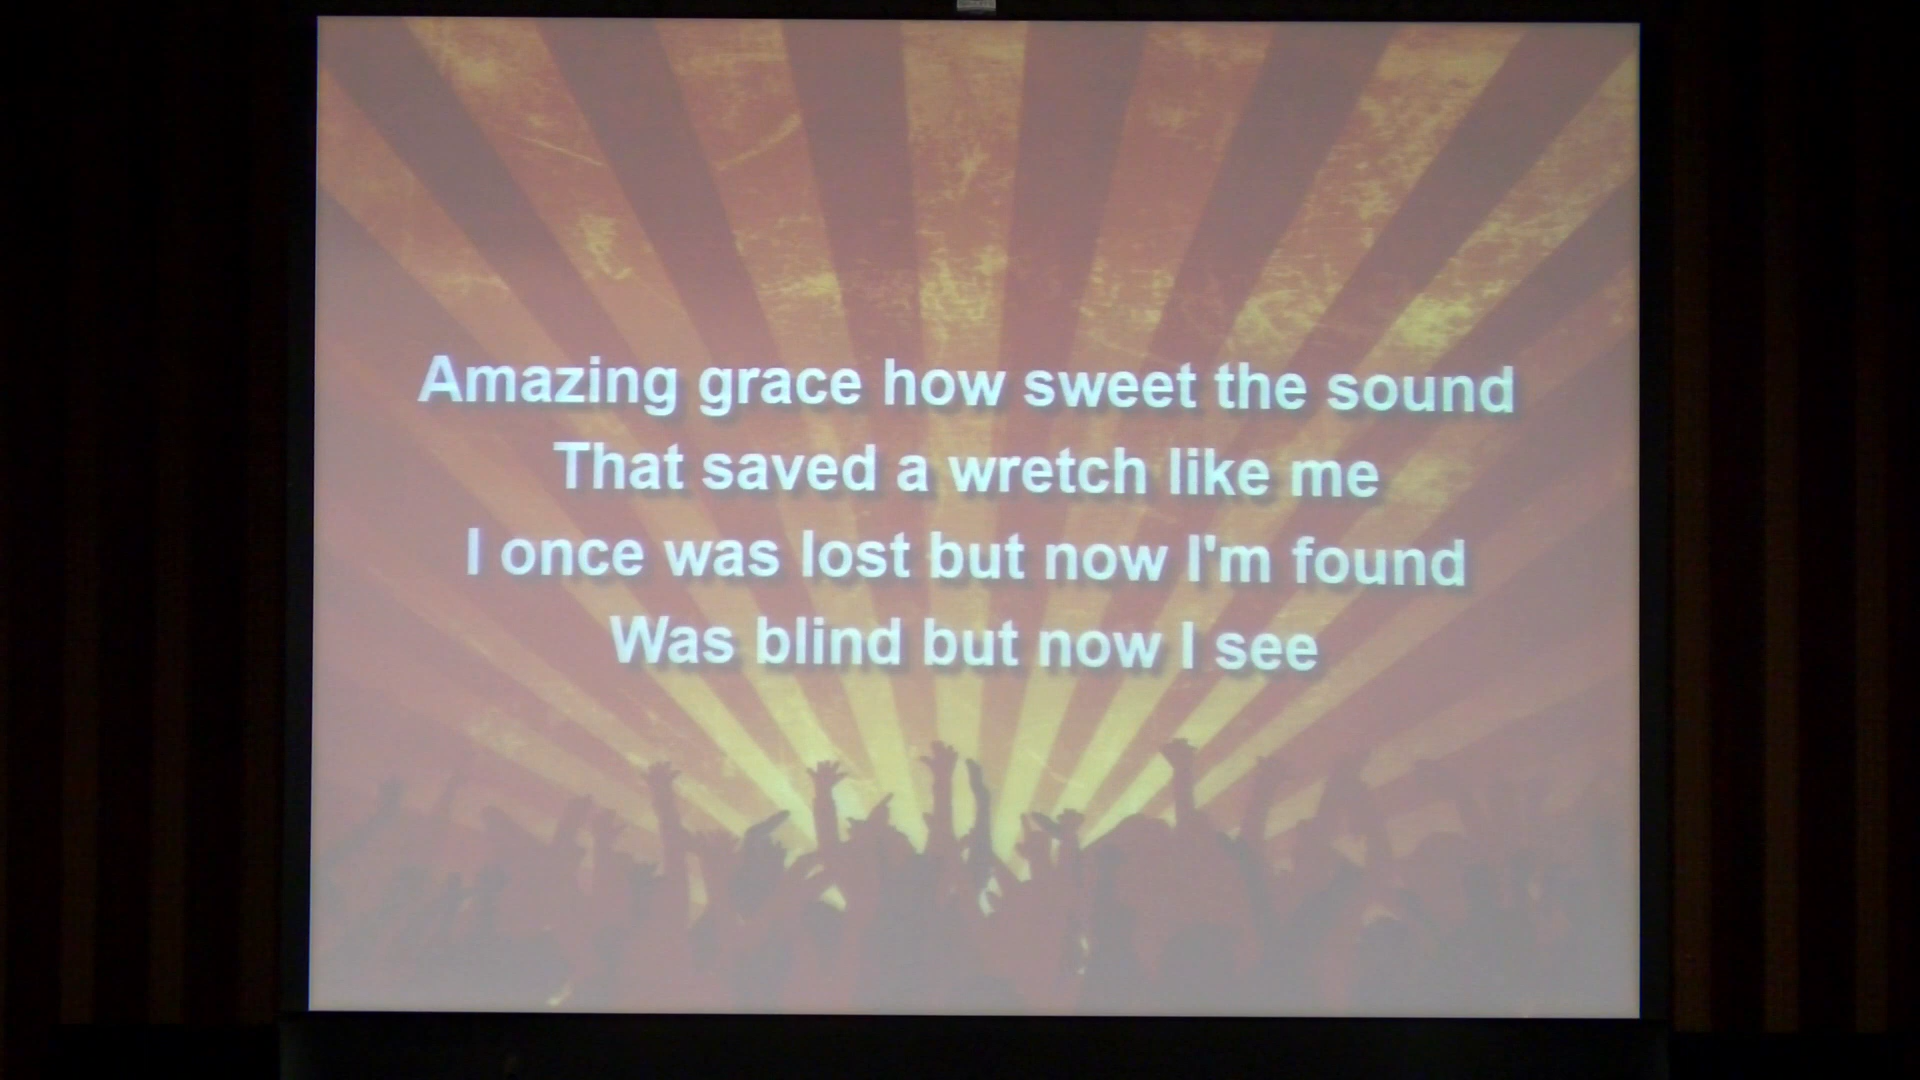 Amazing grace how sweet the sound
That saved a wretch like me
I once was lost but now I'm found
Was blind but now I see